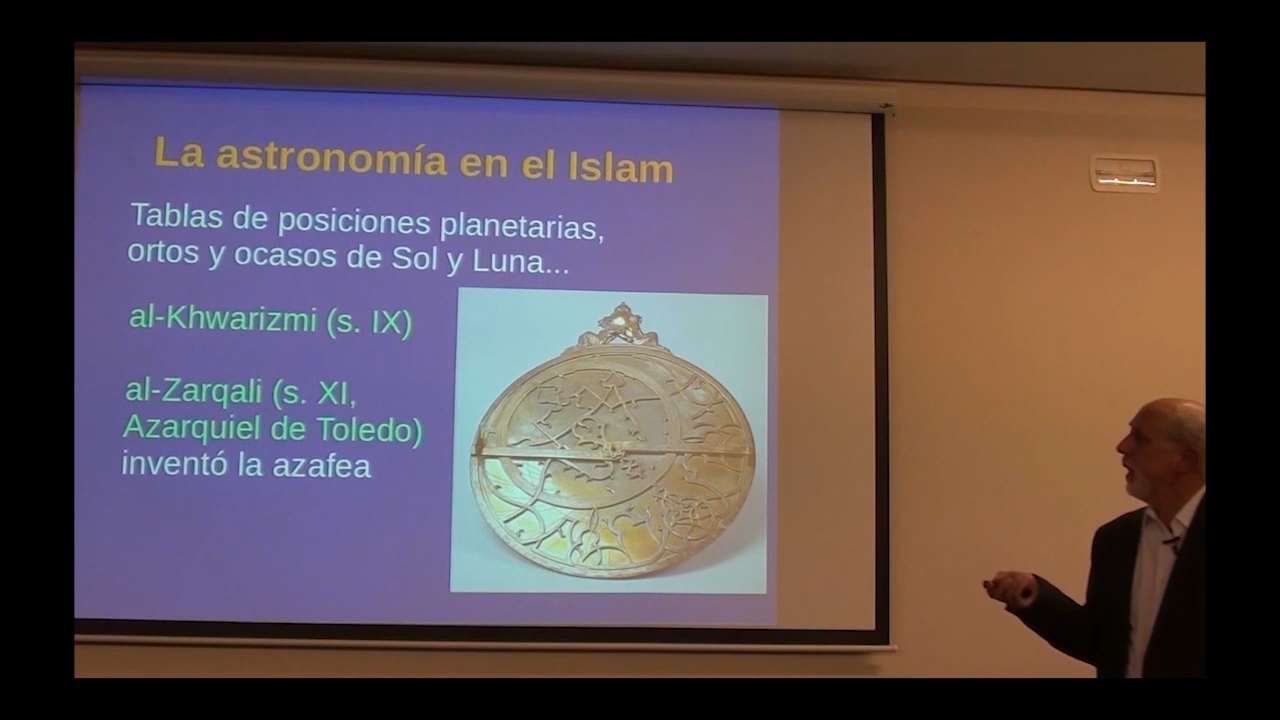 La astronomía en el Islam
Tablas de posiciones planetarias,
ortos y ocasos de Sol y Luna...
al-Khwarizmi (s. IX)
al-Zarqali (s. XI,
Azarquiel de Toledo)
inventó la azafea